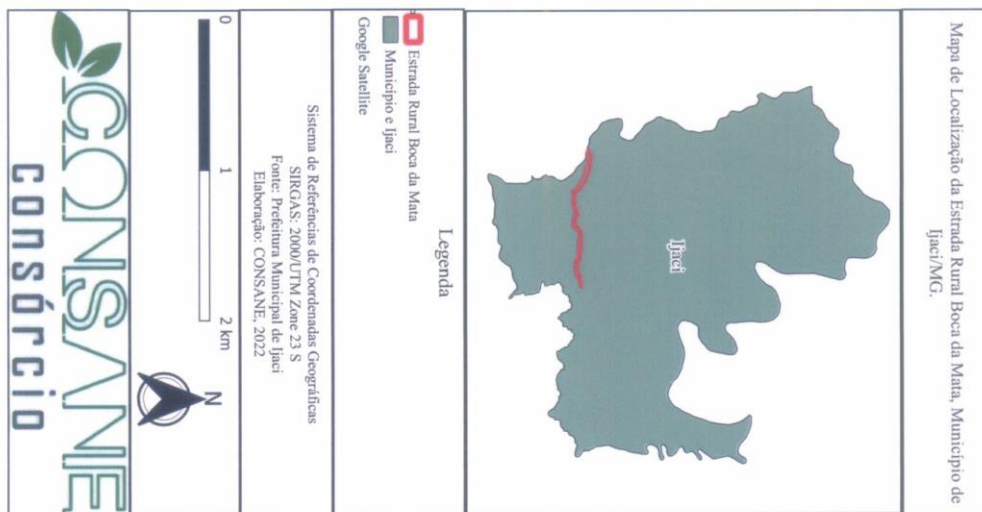 Mapa de Localização da Estrada Rural Boca da Mata, Município de
Ijaci/MG.
Ijaci
Legenda
Estrada Rural Boca da Mata
Município e Ijaci
Google Satellite
Sistema de Referências de Coordenadas Geográficas
SIRGAS: 2000/UTM Zone 23 S
Fonte: Prefeitura Municipal de Ijaci
Elaboração: CONSANE, 2022
0 1 2 km
N
CONSANE
consórcio